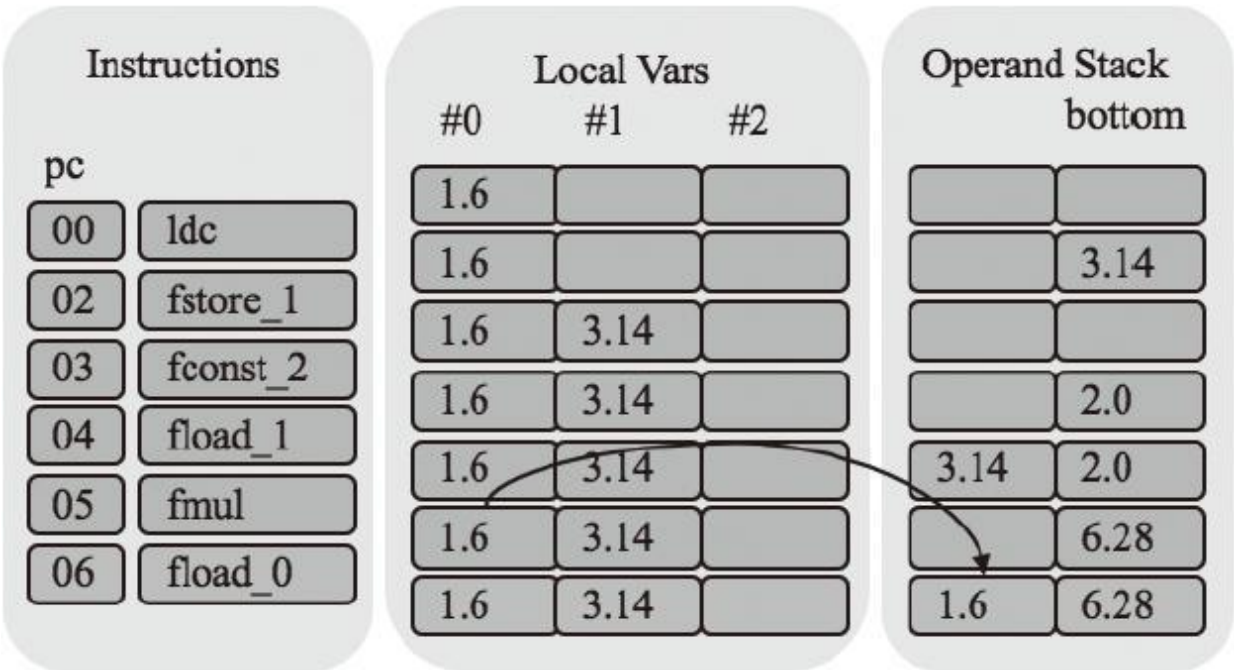 Instructions
pc
00 ldc
02 fstore_1
03 fconst_2
04 fload_1
05 fmul
06 fload_0
Local Vars
#0 #1 #2
1.6
1.6
1.6 3.14
1.6 3.14
1.6 3.14
1.6 3.14
1.6 3.14
Operand Stack
bottom
3.14
2.0
3.14 2.0
6.28
1.6 6.28